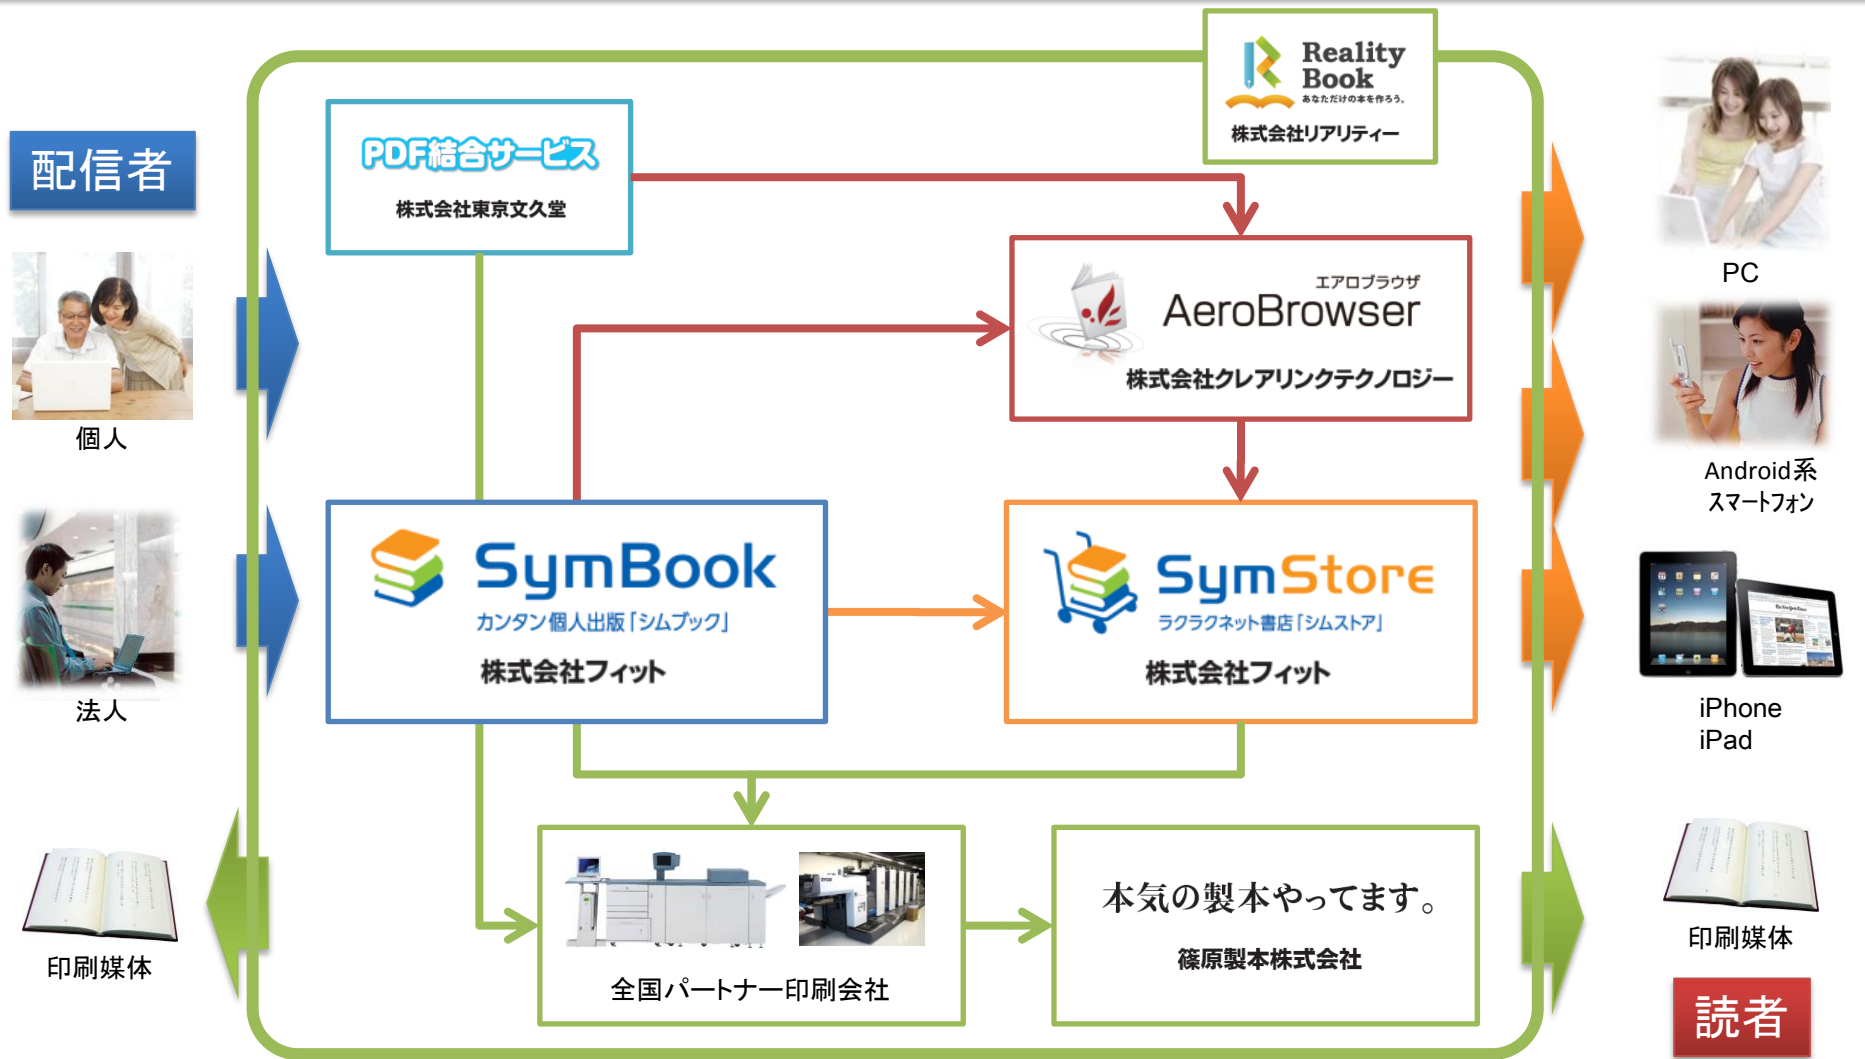 Reality
Book
あなただけの本を作ろう。
株式会社リアリティー
配信者
PDF結合サービス
株式会社東京文久堂
PC
エアロブラウザ
AeroBrowser
株式会社クレアリンクテクノロジー
個人
Android系
スマートフォン
SymBook
カンタン個人出版「シムブック」
株式会社フィット
SymStore
ラクラクネット書店「シムストア」
株式会社フィット
法人
iPhone
iPad
本気の製本やってます。
篠原製本株式会社
全国パートナー印刷会社
印刷媒体
印刷媒体
読者